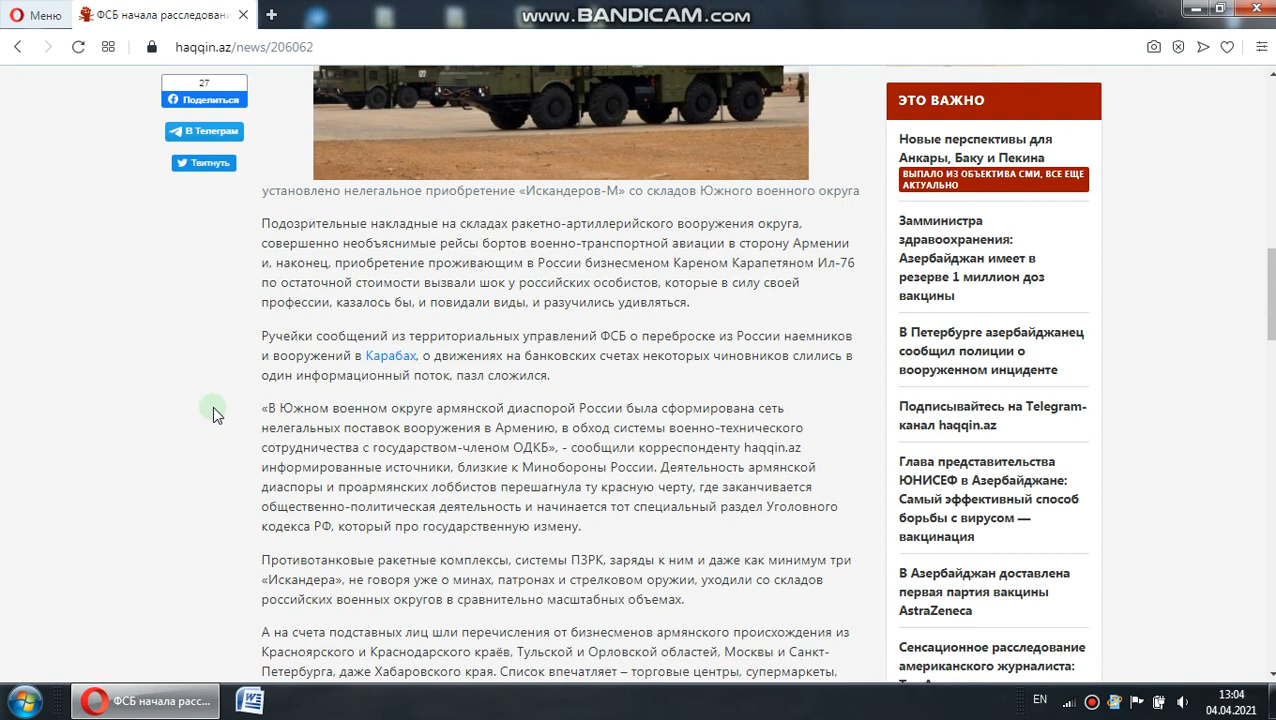 Меню
ФСБ начала расследовани
www.BANDICAM.com
haqqin.az/news/206062
27
Поделиться
В Телеграм
Твитнуть
установлено нелегальное приобретение «Искандеров-М» со складов Южного военного округа
Подозрительные накладные на складах ракетно-артиллерийского вооружения округа,
совершенно необъяснимые рейсы бортов военно-транспортной авиации в сторону Армении
и, наконец, приобретение проживающим в России бизнесменом Кареном Карапетяном Ил-76
по остаточной стоимости вызвали шок у российских особистов, которые в силу своей
профессии, казалось бы, и повидали виды, и разучились удивляться.
Ручейки сообщений из территориальных управлений ФСБ о переброске из России наемников
и вооружений в Карабах, о движениях на банковских счетах некоторых чиновников слились в
один информационный поток, пазл сложился.
«В Южном военном округе армянской диаспорой России была сформирована сеть
нелегальных поставок вооружения в Армению, в обход системы военно-технического
сотрудничества с государством-членом ОДКБ», - сообщили корреспонденту haqqin.az
информированные источники, близкие к Минобороны России. Деятельность армянской
диаспоры и проармянских лоббистов перешагнула ту красную черту, где заканчивается
общественно-политическая деятельность и начинается тот специальный раздел Уголовного
кодекса РФ, который про государственную измену.
Противотанковые ракетные комплексы, системы ПЗРК, заряды к ним и даже как минимум три
«Искандера», не говоря уже о минах, патронах и стрелковом оружии, уходили со складов
российских военных округов в сравнительно масштабных объемах.
А на счета подставных лиц шли перечисления от бизнесменов армянского происхождения из
Красноярского и Краснодарского краёв, Тульской и Орловской областей, Москвы и Санкт-
Петербурга, даже Хабаровского края. Список впечатляет – торговые центры, супермаркеты,
ЭТО ВАЖНО
Новые перспективы для
Анкары, Баку и Пекина
ВЫПАЛО ИЗ ОБЪЕКТИВА СМИ, ВСЕ ЕЩЕ
АКТУАЛЬНО
Замминистра
здравоохранения:
Азербайджан имеет в
резерве 1 миллион доз
вакцины
В Петербурге азербайджанец
сообщил полиции о
вооруженном инциденте
Подписывайтесь на Telegram-
канал haqqin.az
Глава представительства
ЮНИСЕФ в Азербайджане:
Самый эффективный способ
борьбы с вирусом —
вакцинация
В Азербайджан доставлена
первая партия вакцины
AstraZeneca
Сенсационное расследование
американского журналиста:
ФСБ начала расс...
EN
13:04
04.04.2021